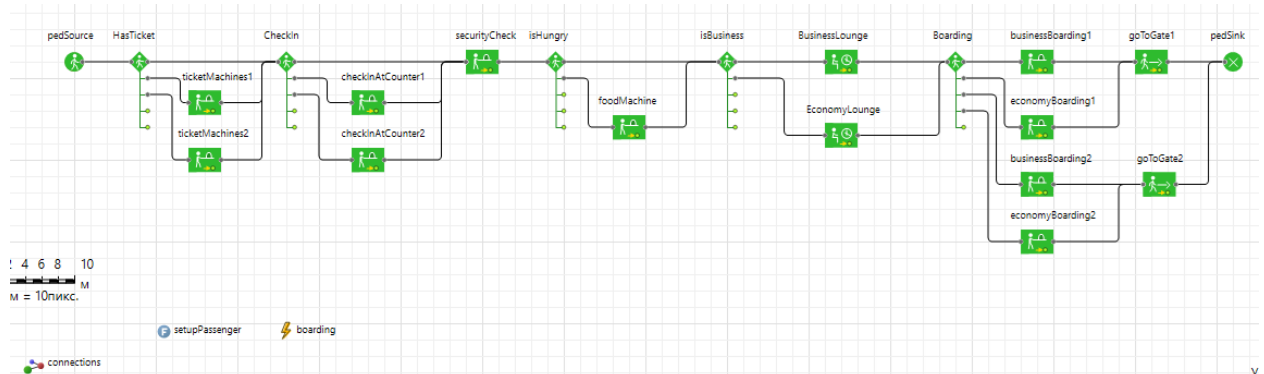 pedSource HasTicket CheckIn securityCheck isHungry isBusiness BusinessLounge Boarding businessBoarding1 goToGate1 pedSink
ticketMachines1 checkInAtCounter1
foodMachine economyBoarding1
EconomyLounge
ticketMachines2 checkInAtCounter2
businessBoarding2 goToGate2
economyBoarding2
2 4 6 8 10
м
м = 10пикс.
setupPassenger boarding
connections